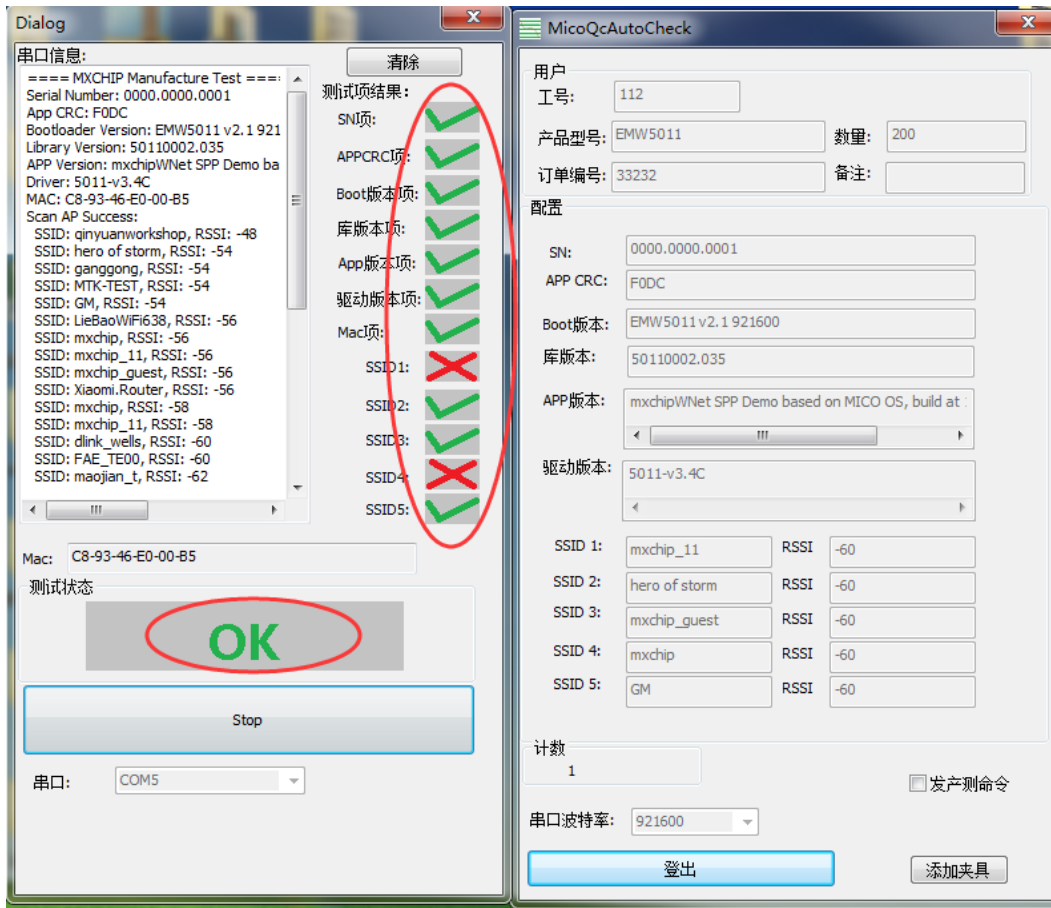 Dialog
串口信息:
==== MXCHIP Manufacture Test ===
Serial Number: 0000.0000.0001
App CRC: F0DC
Bootloader Version: EMW5011 v2.1 921
Library Version: 50110002.035
APP Version: mxchipWNet SPP Demo ba
Driver: 5011-v3.4C
MAC: C8-93-46-E0-00-B5
Scan AP Success:
SSID: qinyuanworkshop, RSSI: -48
SSID: hero of storm, RSSI: -54
SSID: ganggong, RSSI: -54
SSID: MTK-TEST, RSSI: -54
SSID: GM, RSSI: -54
SSID: LieBaoWiFi638, RSSI: -56
SSID: mxchip, RSSI: -56
SSID: mxchip_11, RSSI: -56
SSID: mxchip_guest, RSSI: -56
SSID: Xiaomi.Router, RSSI: -56
SSID: mxchip, RSSI: -58
SSID: mxchip_11, RSSI: -58
SSID: dlink_wells, RSSI: -60
SSID: FAE_TE00, RSSI: -60
SSID: maojian_t, RSSI: -62
清除
测试项结果:
SN项:
APPCRC项:
Boot版本项:
库版本项:
App版本项:
驱动版本项:
Mac项:
SSID1:
SSID2:
SSID3:
SSID4:
SSID5:
Mac: C8-93-46-E0-00-B5
测试状态
OK
Stop
串口: COM5
MicoQcAutoCheck
用户
工号: 112
产品型号: EMW5011 数量: 200
订单编号: 33232 备注:
配置
SN: 0000.0000.0001
APP CRC: F0DC
Boot版本: EMW5011 v2.1 921600
库版本: 50110002.035
APP版本: mxchipWNet SPP Demo based on MICO OS, build at
驱动版本: 5011-v3.4C
SSID 1: mxchip_11 RSSI -60
SSID 2: hero of storm RSSI -60
SSID 3: mxchip_guest RSSI -60
SSID 4: mxchip RSSI -60
SSID 5: GM RSSI -60
计数
1
发产测命令
串口波特率: 921600
登出
添加夹具